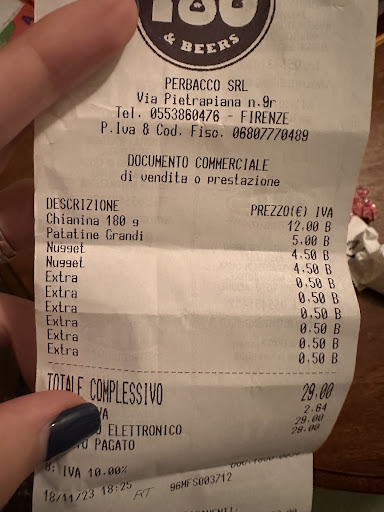 180
& BEERS
PERBACCO SRL
Via Pietrapiana n.9r
Tel. 0553860476 - FIRENZE
P.Iva & Cod. Fisc. 06807770489
DOCUMENTO COMMERCIALE
di vendita o prestazione
DESCRIZIONE PREZZO(€) IVA
Chianina 180 g 12,00 B
Patatine Grandi 5,00 B
Nugget 4,50 B
Nugget 4,50 B
Extra 0,50 B
Extra 0,50 B
Extra 0,50 B
Extra 0,50 B
Extra 0,50 B
Extra 0,50 B
TOTALE COMPLESSIVO 29,00
VA 2,64
ELETTRONICO 29,00
PAGATO 29,00
B: IVA 10.00%
18/11/23 18:25
RT 96MFS003712